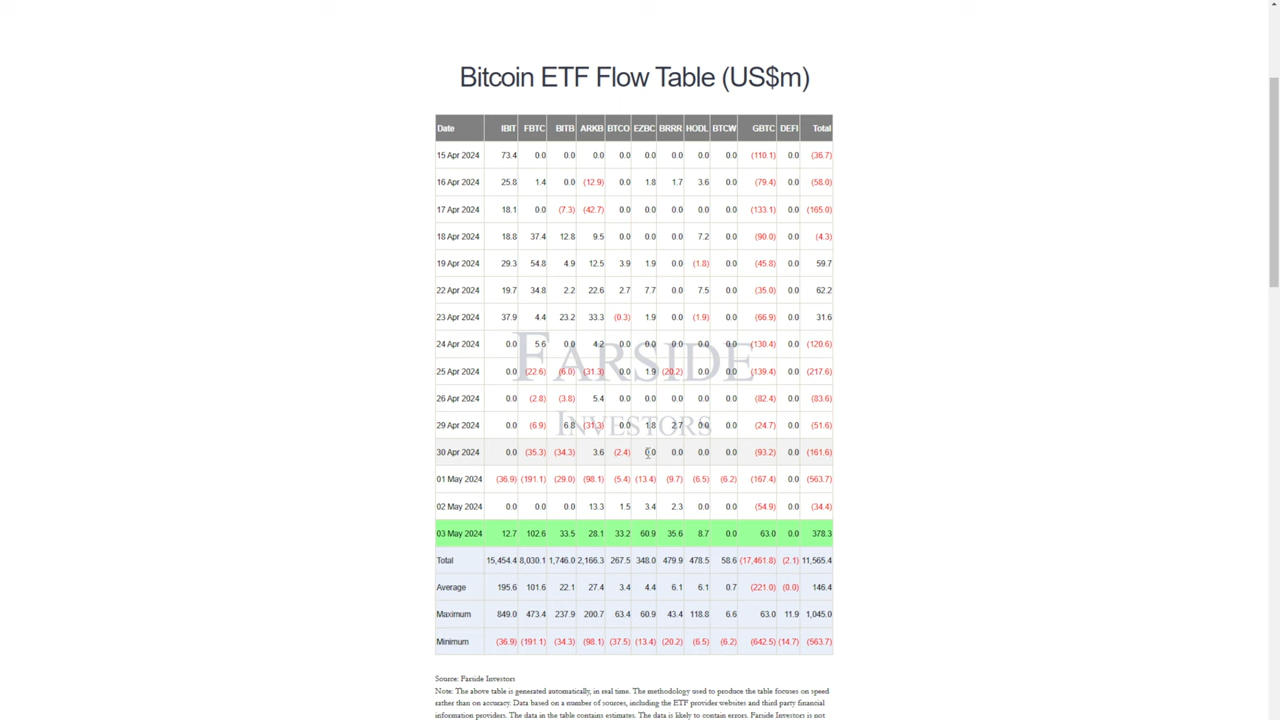 Bitcoin ETF Flow Table (US$m)
Date IBIT FBTC BITB ARKB BTCO EZBC BRRR HODL BTCW GBTC DEFI Total
15 Apr 2024 73.4 0.0 0.0 0.0 0.0 0.0 0.0 0.0 0.0 (110.1) 0.0 (36.7)
16 Apr 2024 25.8 1.4 0.0 (12.9) 0.0 1.8 1.7 3.6 0.0 (79.4) 0.0 (58.0)
17 Apr 2024 18.1 0.0 (7.3) (42.7) 0.0 0.0 0.0 0.0 0.0 (133.1) 0.0 (165.0)
18 Apr 2024 18.8 37.4 12.8 9.5 0.0 0.0 0.0 7.2 0.0 (90.0) 0.0 (4.3)
19 Apr 2024 29.3 54.8 4.9 12.5 3.9 1.9 0.0 (1.8) 0.0 (45.8) 0.0 59.7
22 Apr 2024 19.7 34.8 2.2 22.6 2.7 7.7 0.0 7.5 0.0 (35.0) 0.0 62.2
23 Apr 2024 37.9 4.4 23.2 33.3 (0.3) 1.9 0.0 (1.9) 0.0 (66.9) 0.0 31.6
24 Apr 2024 0.0 5.6 0.0 4.2 0.0 0.0 0.0 0.0 0.0 (130.4) 0.0 (120.6)
FARSIDE
25 Apr 2024 0.0 (22.6) (6.0) (31.3) 0.0 1.9 (20.2) 0.0 0.0 (139.4) 0.0 (217.6)
26 Apr 2024 0.0 (2.8) (3.8) 5.4 0.0 0.0 0.0 0.0 0.0 (82.4) 0.0 (83.6)
INVESTORS
29 Apr 2024 0.0 (6.9) 6.8 (31.3) 0.0 1.8 2.7 0.0 0.0 (24.7) 0.0 (51.6)
30 Apr 2024 0.0 (35.3) (34.3) 3.6 (2.4) 0.0 0.0 0.0 0.0 (93.2) 0.0 (161.6)
01 May 2024 (36.9) (191.1) (29.0) (98.1) (5.4) (13.4) (9.7) (6.5) (6.2) (167.4) 0.0 (563.7)
02 May 2024 0.0 0.0 0.0 13.3 1.5 3.4 2.3 0.0 0.0 (54.9) 0.0 (34.4)
03 May 2024 12.7 102.6 33.5 28.1 33.2 60.9 35.6 8.7 0.0 63.0 0.0 378.3
Total 15,454.4 8,030.1 1,746.0 2,166.3 267.5 348.0 479.9 478.5 58.6 (17,461.8) (2.1) 11,565.4
Average 195.6 101.6 22.1 27.4 3.4 4.4 6.1 6.1 0.7 (221.0) (0.0) 146.4
Maximum 849.0 473.4 237.9 200.7 63.4 60.9 43.4 118.8 6.6 63.0 11.9 1,045.0
Minimum (36.9) (191.1) (34.3) (98.1) (37.5) (13.4) (20.2) (6.5) (6.2) (642.5) (14.7) (563.7)
Source: Farside Investors
Note: The above table is generated automatically, in real time. The methodology used to produce the table focuses on speed
rather than on accuracy. Data based on a number of sources, including the ETF provider websites and third party financial
information providers. The data in the table contains estimates. The data is likely to contain errors. Farside Investors is not